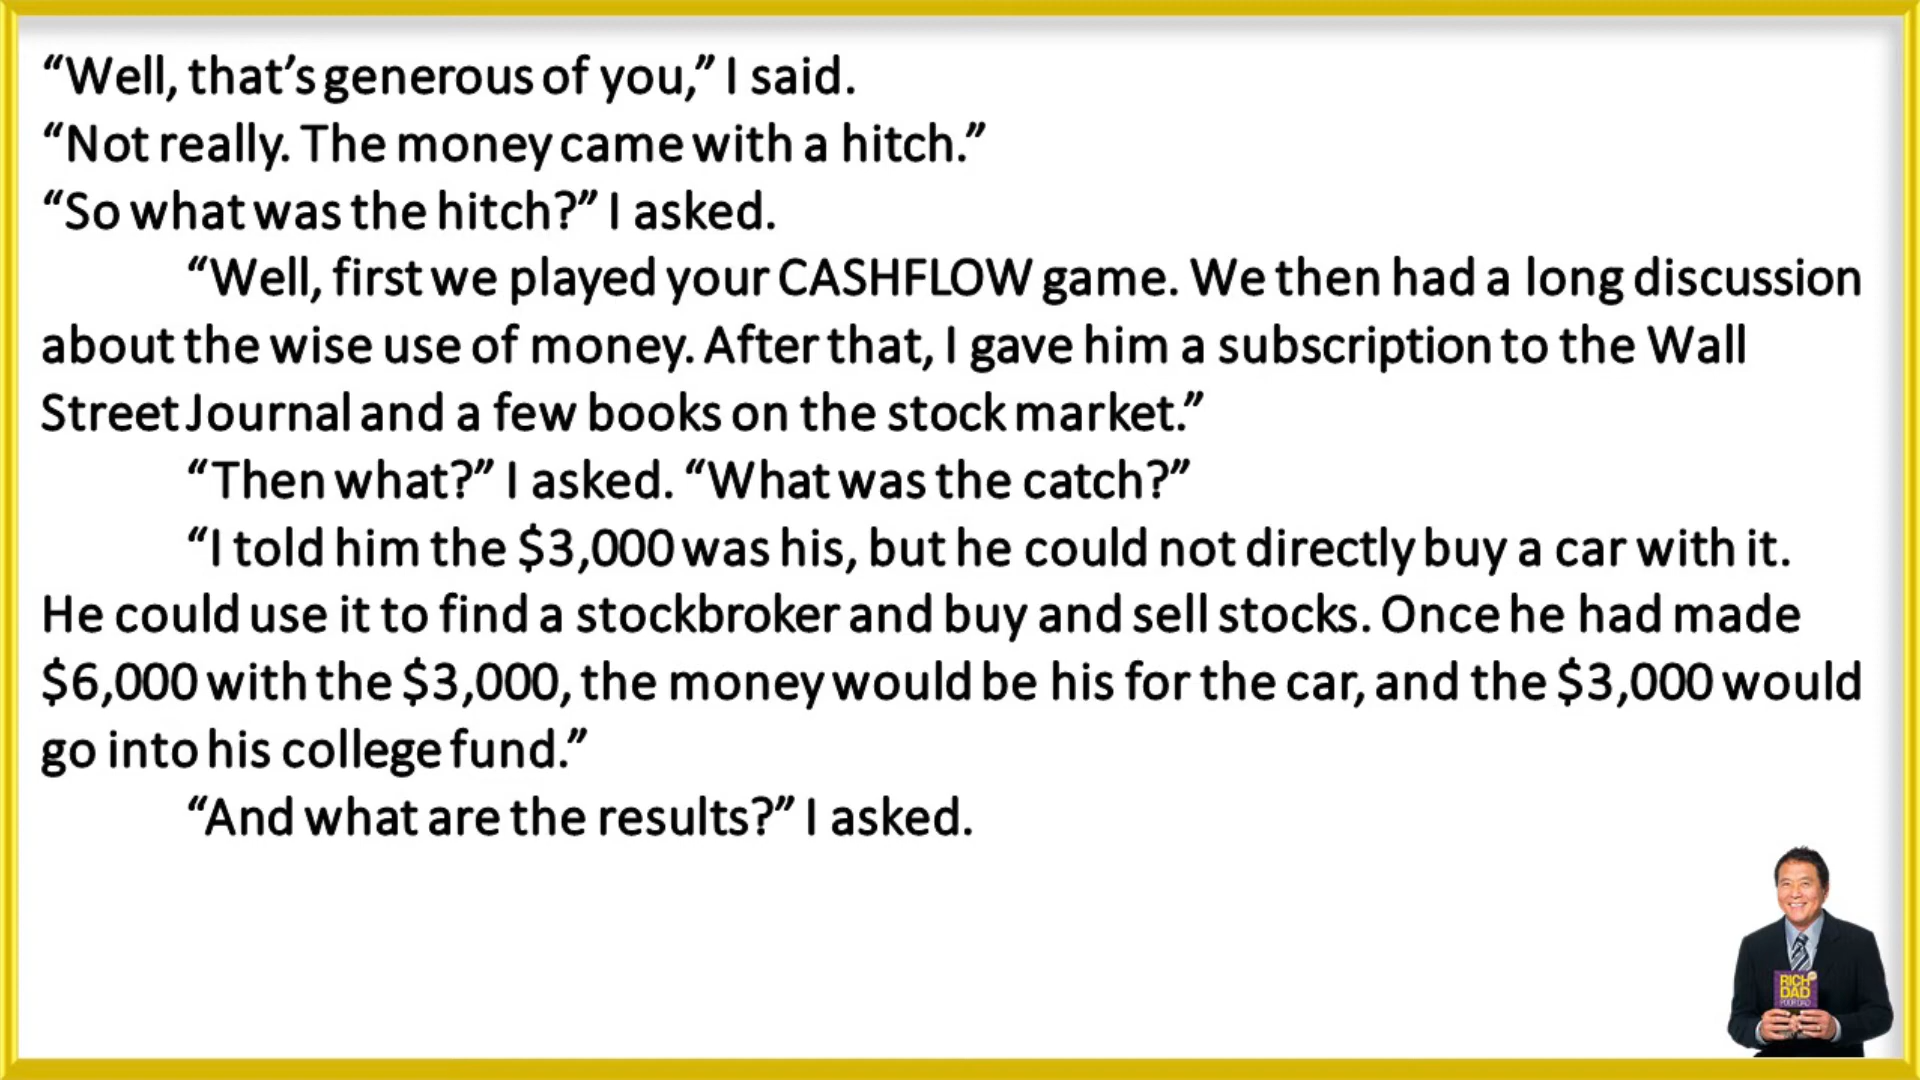 “Well, that’s generous of you,” I said.
“Not really. The money came with a hitch.”
“So what was the hitch?” I asked.
“Well, first we played your CASHFLOW game. We then had a long discussion
about the wise use of money. After that, I gave him a subscription to the Wall
Street Journal and a few books on the stock market.”
“Then what?” I asked. “What was the catch?”
“I told him the $3,000 was his, but he could not directly buy a car with it.
He could use it to find a stockbroker and buy and sell stocks. Once he had made
$6,000 with the $3,000, the money would be his for the car, and the $3,000 would
go into his college fund.”
“And what are the results?” I asked.
RICH
DAD
POOR DAD